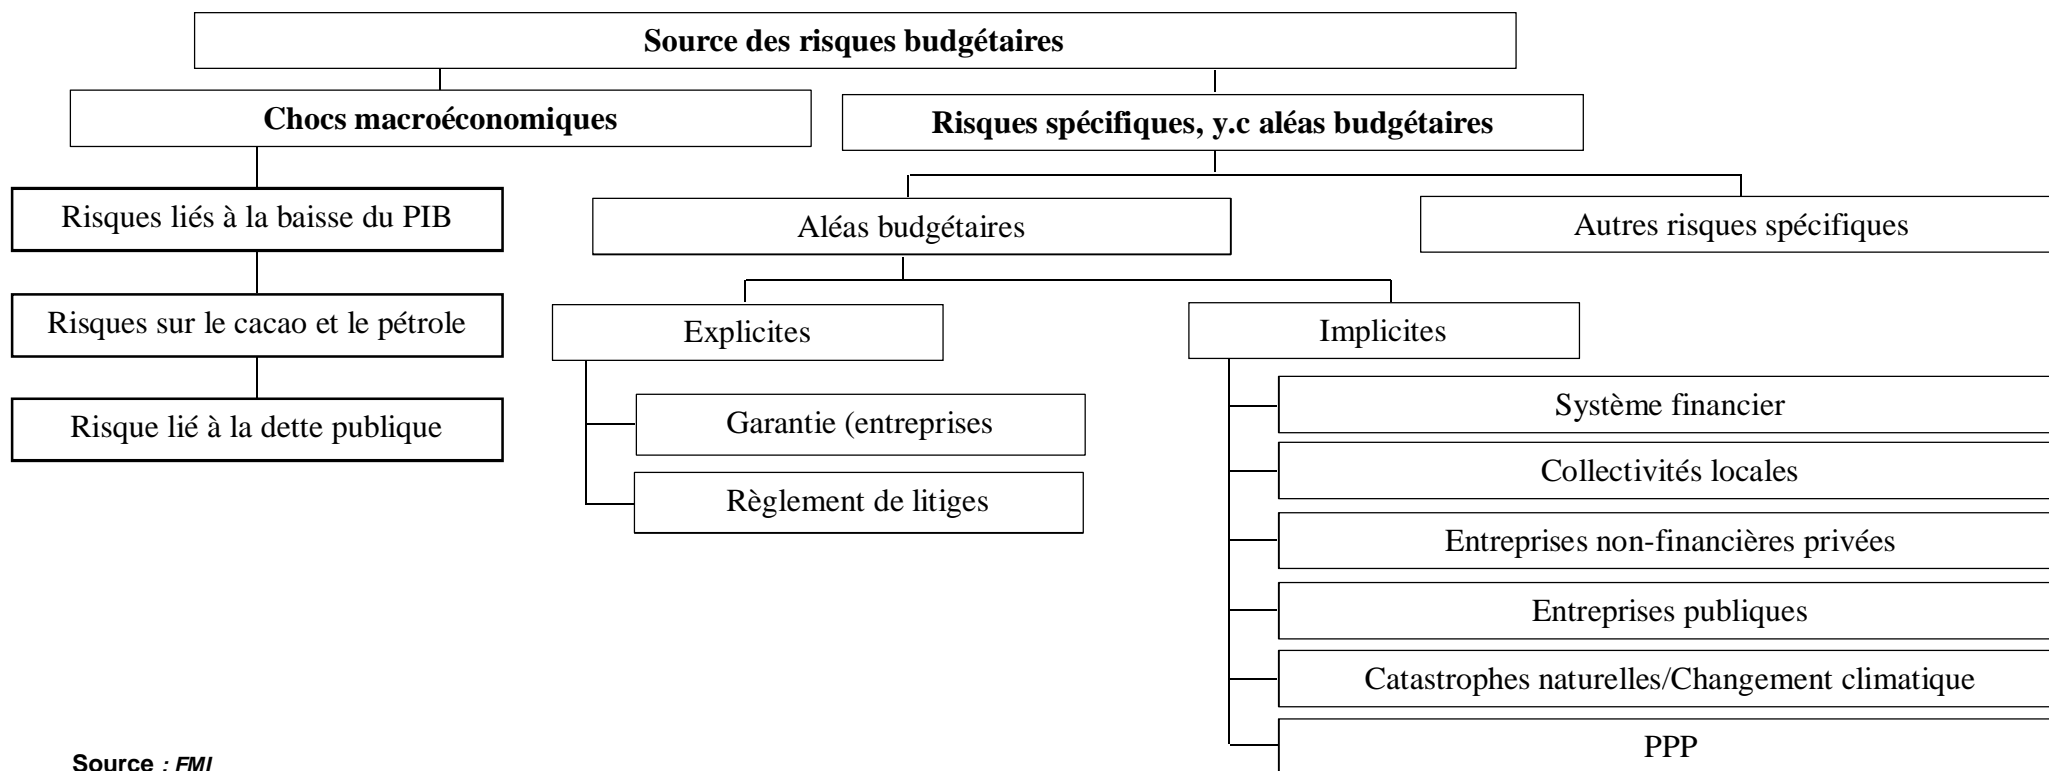 Source des risques budgétaires
Chocs macroéconomiques
Risques spécifiques, y.c aléas budgétaires
Risques liés à la baisse du PIB
Aléas budgétaires
Autres risques spécifiques
Risques sur le cacao et le pétrole
Explicites
Implicites
Risque lié à la dette publique
Garantie (entreprises
Règlement de litiges
Système financier
Collectivités locales
Entreprises non-financières privées
Entreprises publiques
Catastrophes naturelles/Changement climatique
PPP
Source : FMI